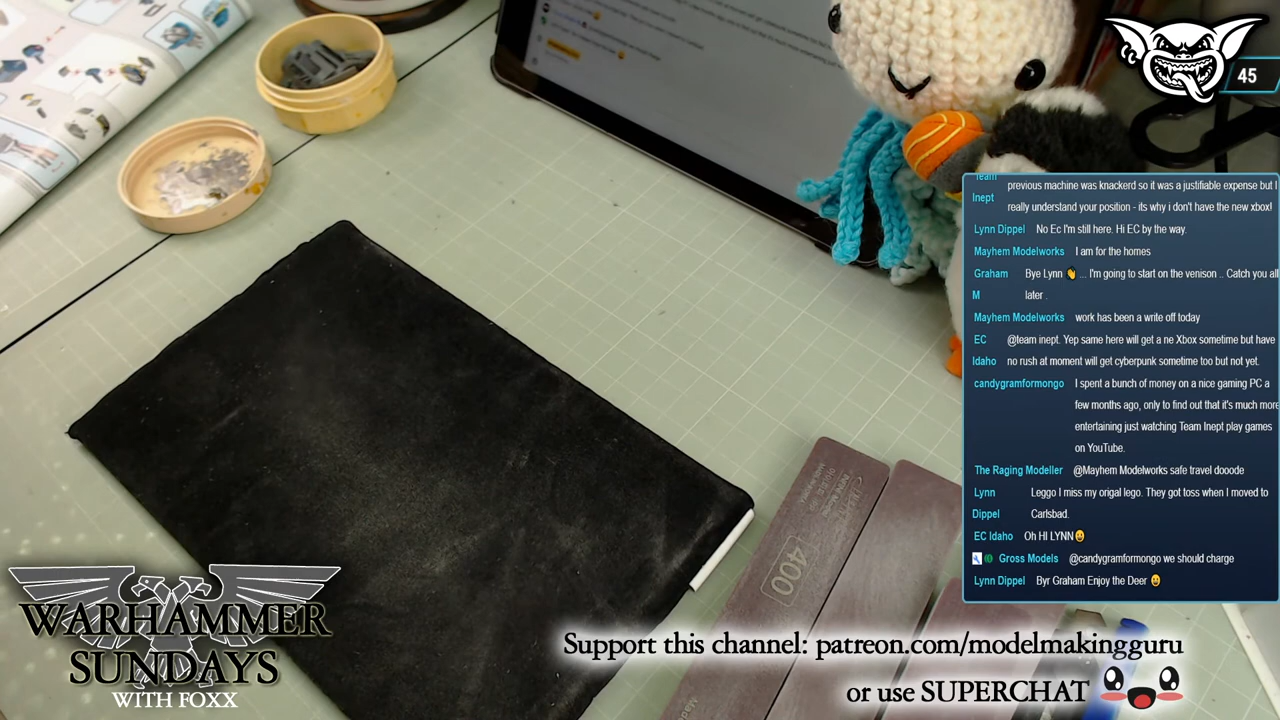 45
Team previous machine was knackerd so it was a justifiable expense but I
Inept really understand your position - its why i don't have the new xbox!
Lynn Dippel No Ec I'm still here. Hi EC by the way.
Mayhem Modelworks I am for the homes
Graham Bye Lynn 👋 ... I'm going to start on the venison .. Catch you all
M later .
Mayhem Modelworks work has been a write off today
EC @team inept. Yep same here will get a ne Xbox sometime but have
Idaho no rush at moment will get cyberpunk sometime too but not yet.
candygramformongo I spent a bunch of money on a nice gaming PC a
few months ago, only to find out that it's much more
entertaining just watching Team Inept play games
on YouTube.
The Raging Modeller @Mayhem Modelworks safe travel dooode
Lynn Leggo I miss my origal lego. They got toss when I moved to
Dippel Carlsbad.
EC Idaho Oh HI LYNN😀
Gross Models @candygramformongo we should charge
Lynn Dippel Byr Graham Enjoy the Deer 😀
400
WARHAMMER
SUNDAYS
WITH FOXX
Support this channel: patreon.com/modelmakingguru
or use SUPERCHAT